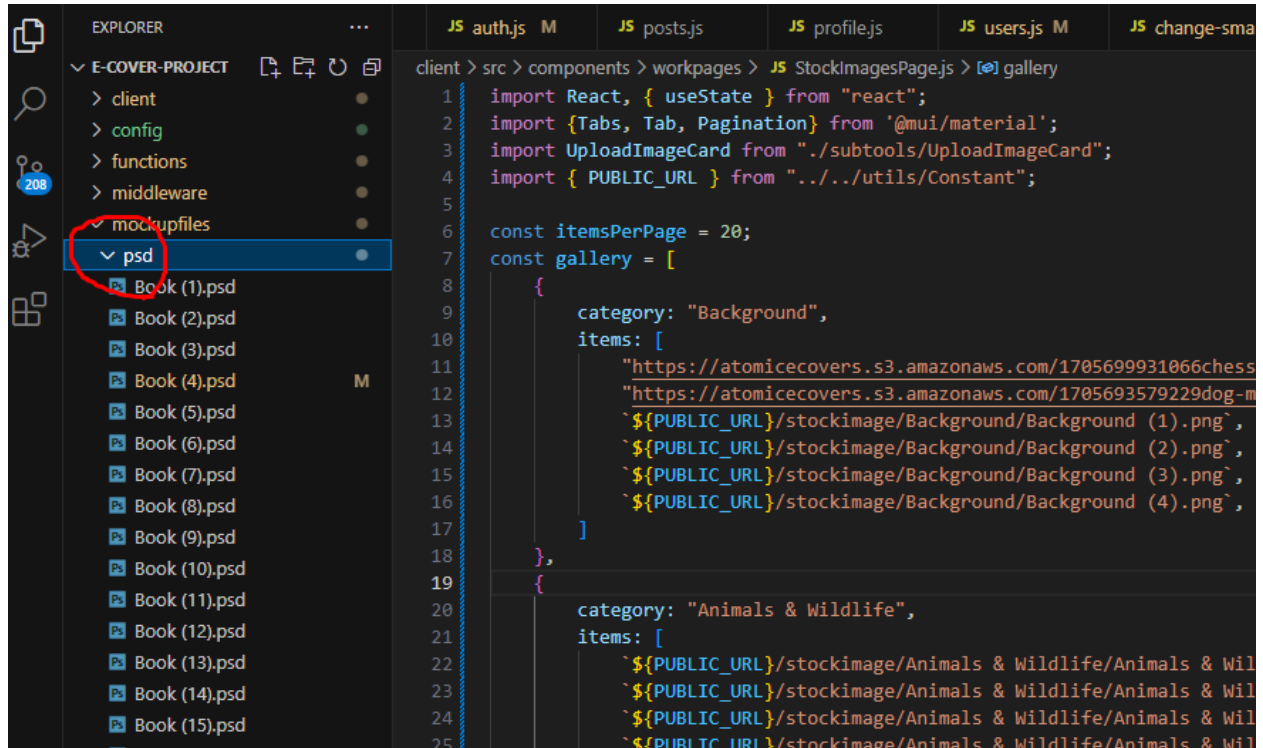 EXPLORER ...
E-COVER-PROJECT
client
config
functions
middleware
mockupfiles
psd
Book (1).psd
Book (2).psd
Book (3).psd
Book (4).psd M
Book (5).psd
Book (6).psd
Book (7).psd
Book (8).psd
Book (9).psd
Book (10).psd
Book (11).psd
Book (12).psd
Book (13).psd
Book (14).psd
Book (15).psd
208
JS auth.js M JS posts.js JS profile.js JS users.js M JS change-sma
client > src > components > workpages > JS StockImagesPage.js > gallery
1 import React, { useState } from "react";
2 import {Tabs, Tab, Pagination} from '@mui/material';
3 import UploadImageCard from "./subtools/UploadImageCard";
4 import { PUBLIC_URL } from "../../utils/Constant";
5
6 const itemsPerPage = 20;
7 const gallery = [
8 {
9 category: "Background",
10 items: [
11 "https://atomicecovers.s3.amazonaws.com/1705699931066chess
12 "https://atomicecovers.s3.amazonaws.com/1705693579229dog-m
13 `${PUBLIC_URL}/stockimage/Background/Background (1).png`,
14 `${PUBLIC_URL}/stockimage/Background/Background (2).png`,
15 `${PUBLIC_URL}/stockimage/Background/Background (3).png`,
16 `${PUBLIC_URL}/stockimage/Background/Background (4).png`,
17 ]
18 },
19 {
20 category: "Animals & Wildlife",
21 items: [
22 `${PUBLIC_URL}/stockimage/Animals & Wildlife/Animals & Wil
23 `${PUBLIC_URL}/stockimage/Animals & Wildlife/Animals & Wil
24 `${PUBLIC_URL}/stockimage/Animals & Wildlife/Animals & Wil
25 `${PUBLIC_URL}/stockimage/Animals & Wildlife/Animals & Wil